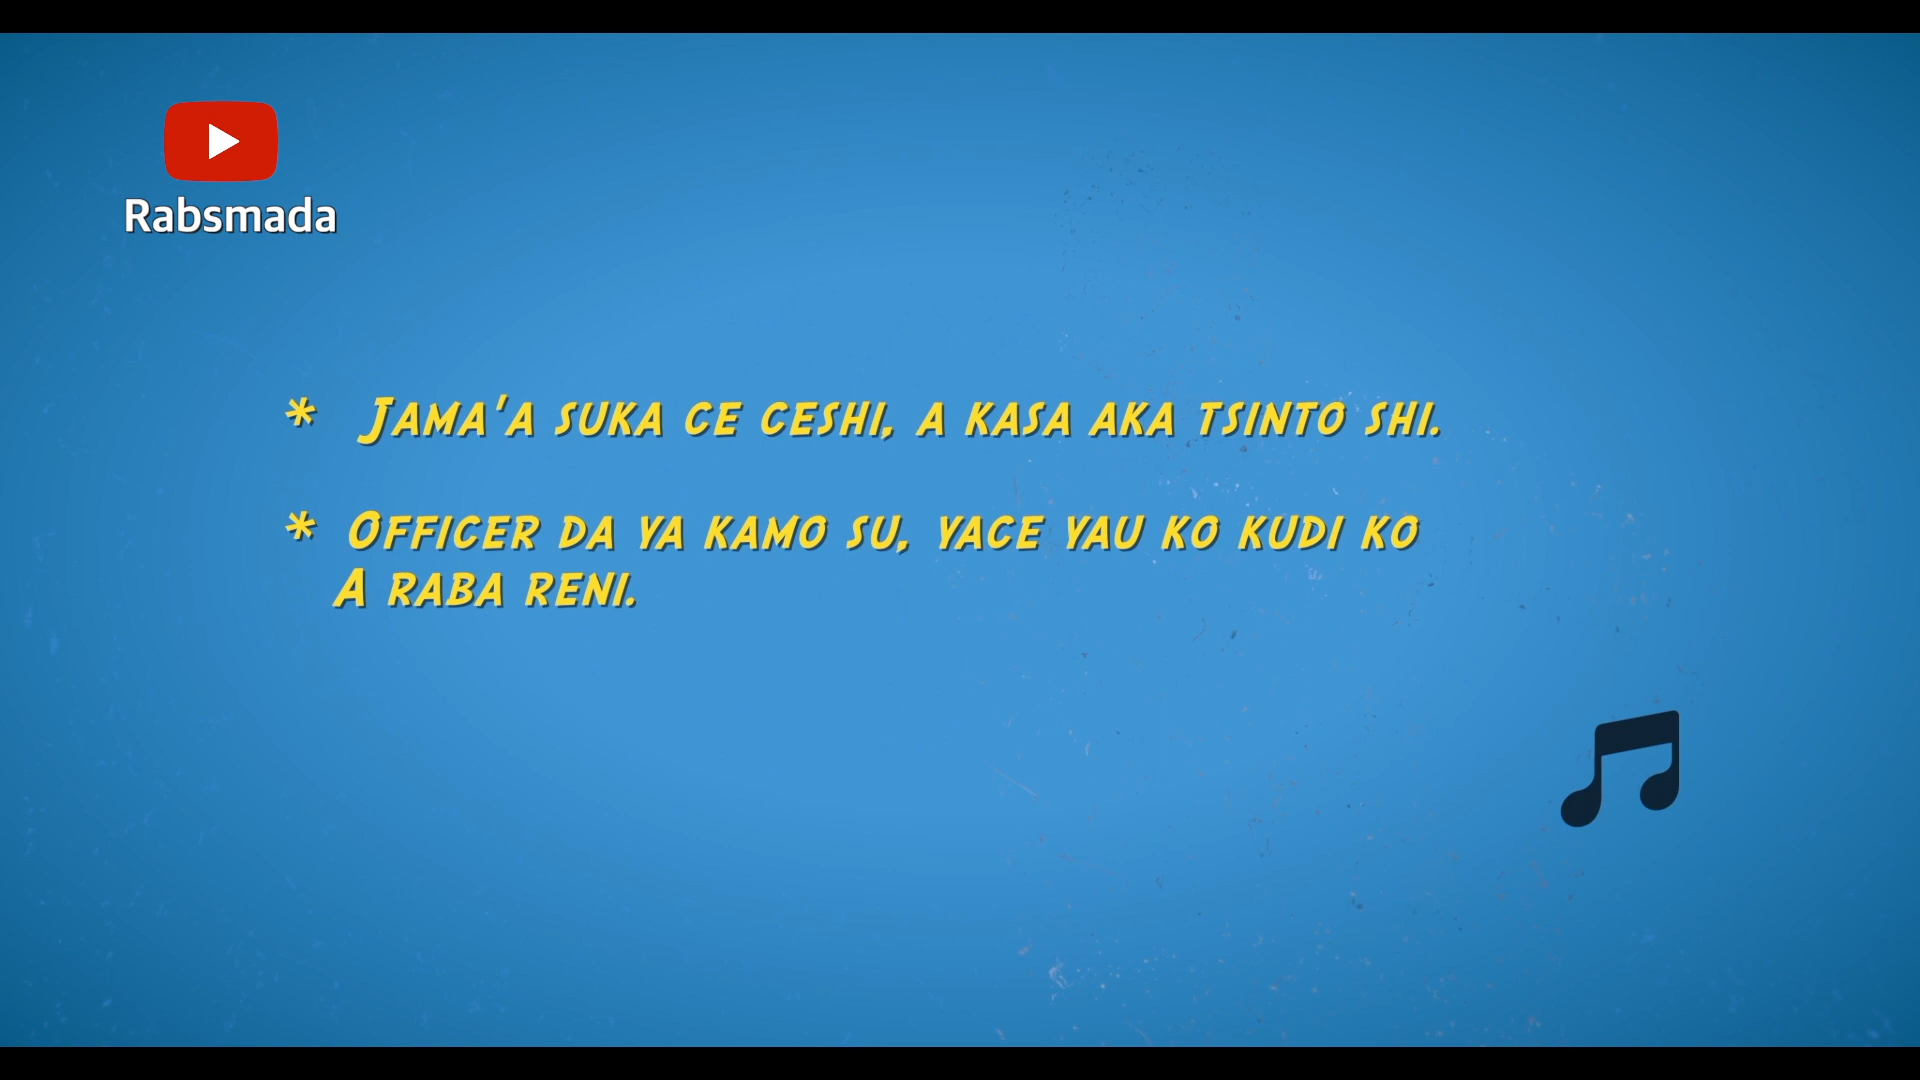 Rabsmada
* JAMA'A SUKA CE CESHI, A KASA AKA TSINTO SHI.
* OFFICER DA YA KAMO SU, YACE YAU KO KUDI KO
A RABA RENI.